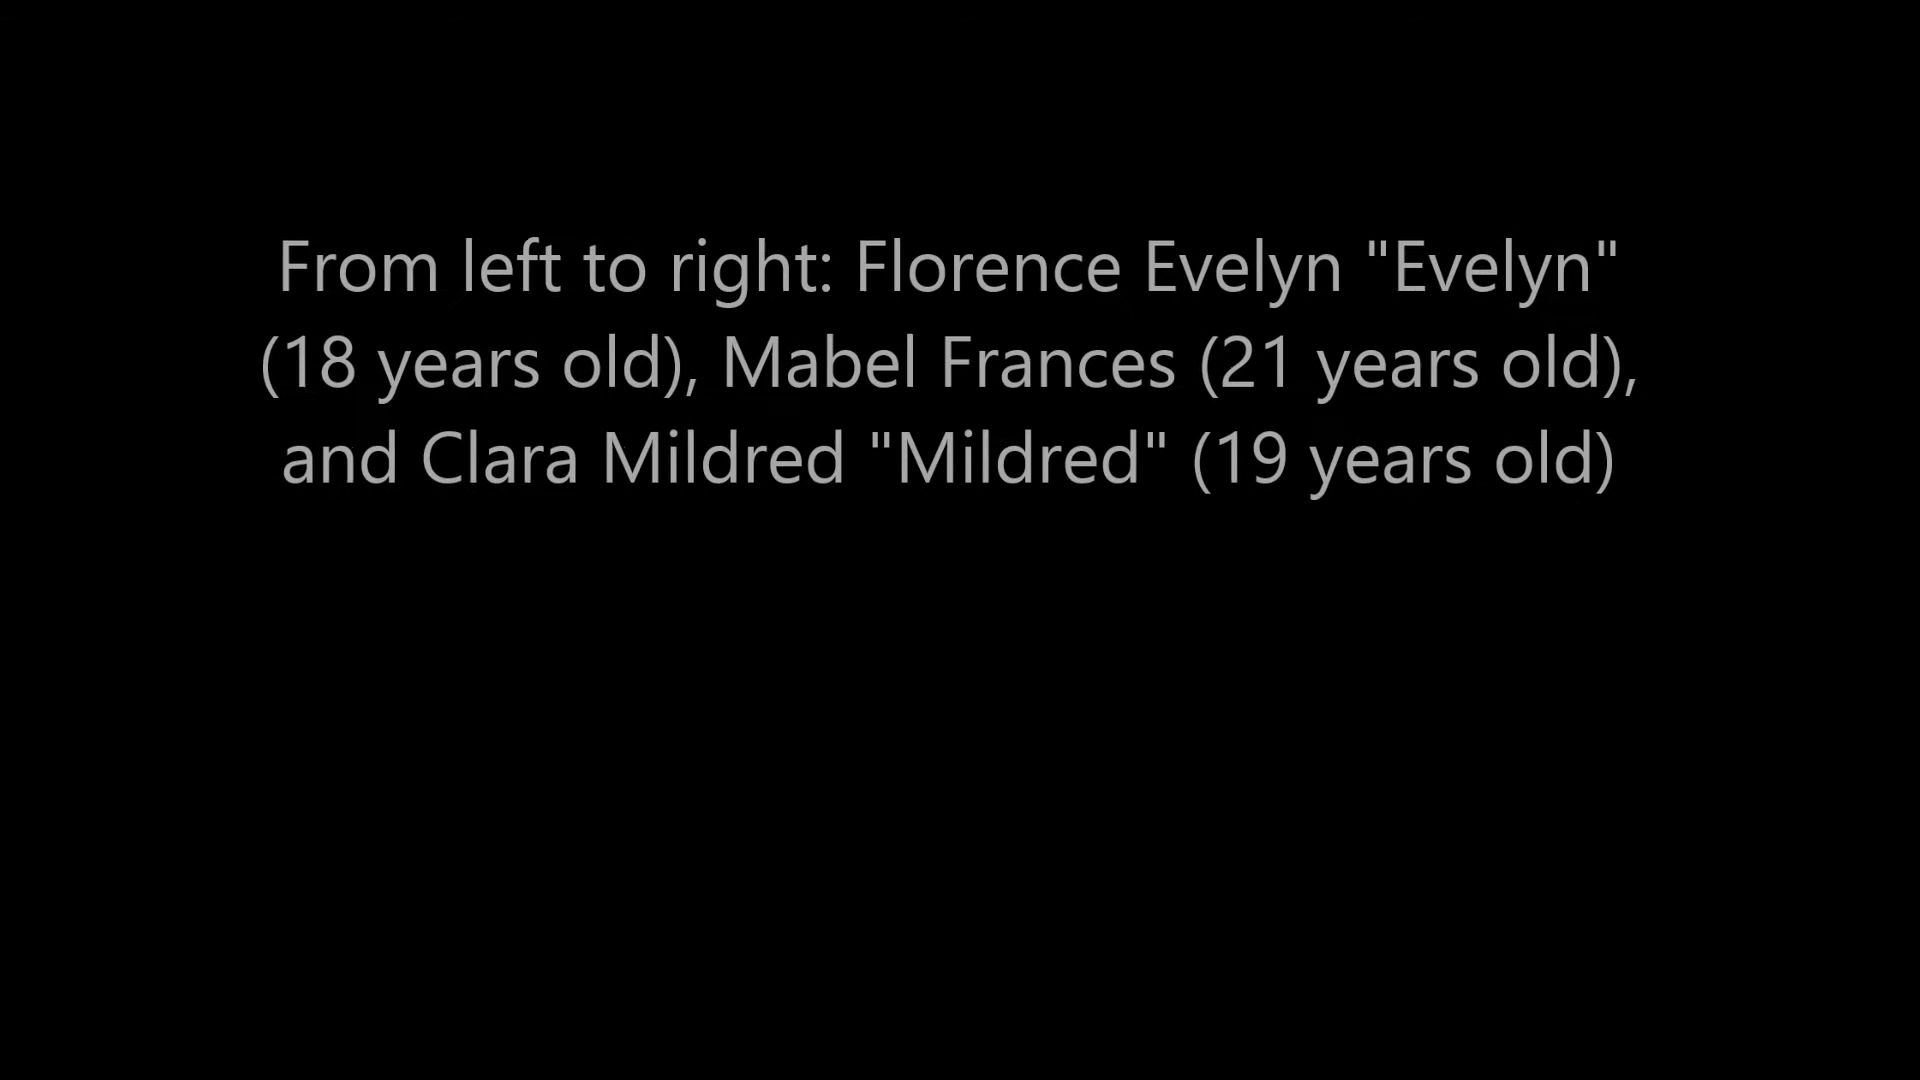 From left to right: Florence Evelyn "Evelyn"
(18 years old), Mabel Frances (21 years old),
and Clara Mildred "Mildred" (19 years old)